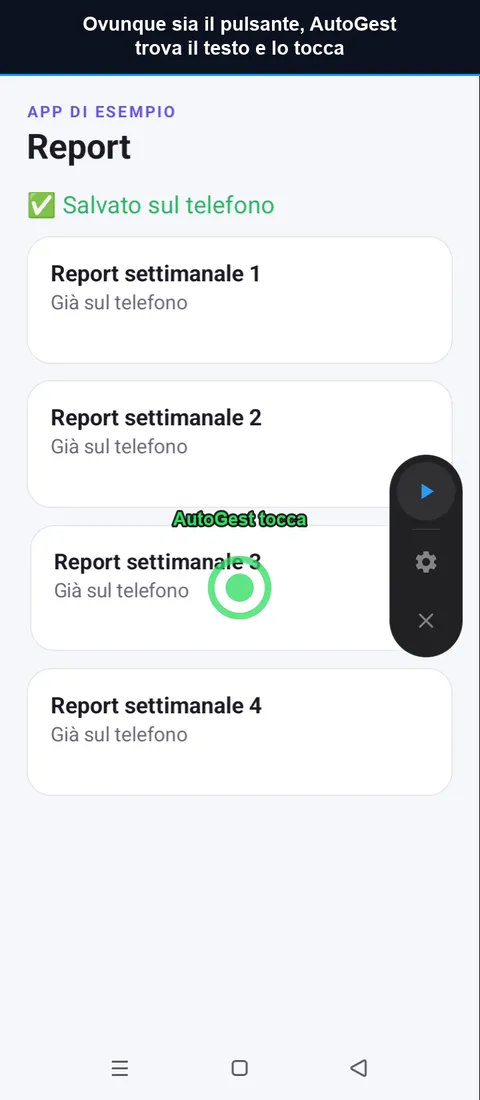 Ovunque sia il pulsante, AutoGest
trova il testo e lo tocca
APP DI ESEMPIO
Report
✅ Salvato sul telefono
Report settimanale 1
Già sul telefono
Report settimanale 2
Già sul telefono
AutoGest tocca
Report settimanale 3
Già sul telefono
Report settimanale 4
Già sul telefono